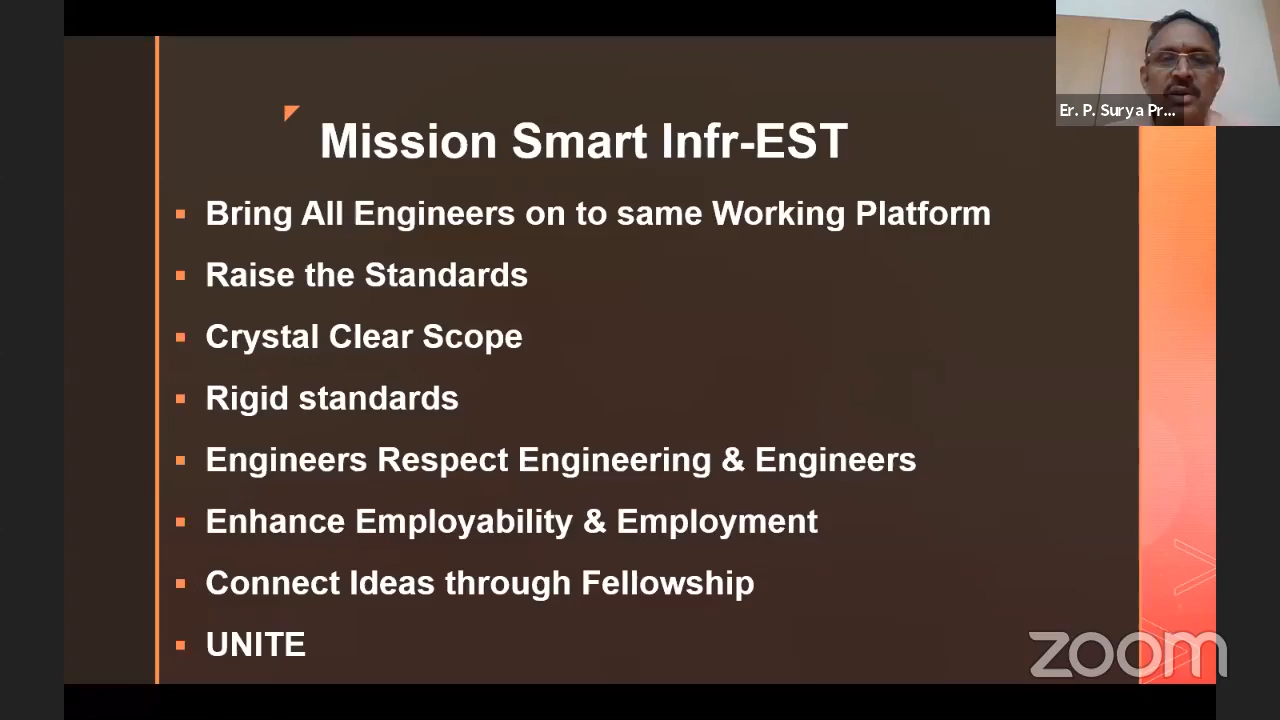 Er. P. Surya Pr...
Mission Smart Infr-EST
Bring All Engineers on to same Working Platform
Raise the Standards
Crystal Clear Scope
Rigid standards
Engineers Respect Engineering & Engineers
Enhance Employability & Employment
Connect Ideas through Fellowship
UNITE
zoom